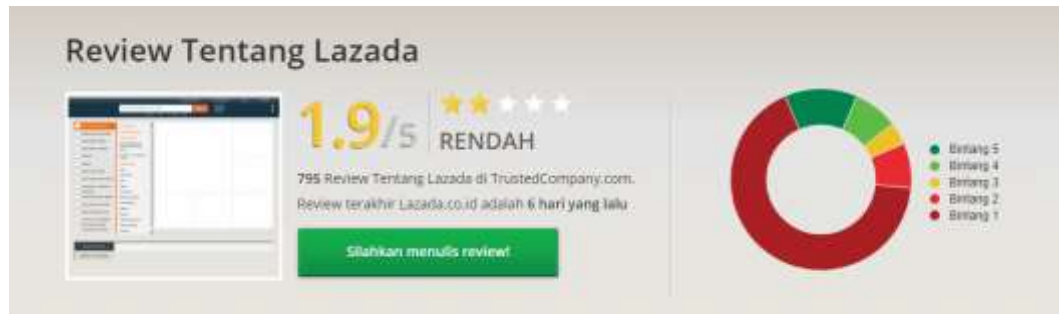 Review Tentang Lazada
1.9/5
RENDAH
795 Review Tentang Lazada di TrustedCompany.com.
Review terakhir Lazada.co.id adalah 6 hari yang lalu
Silahkan menulis review!
Bintang 5
Bintang 4
Bintang 3
Bintang 2
Bintang 1